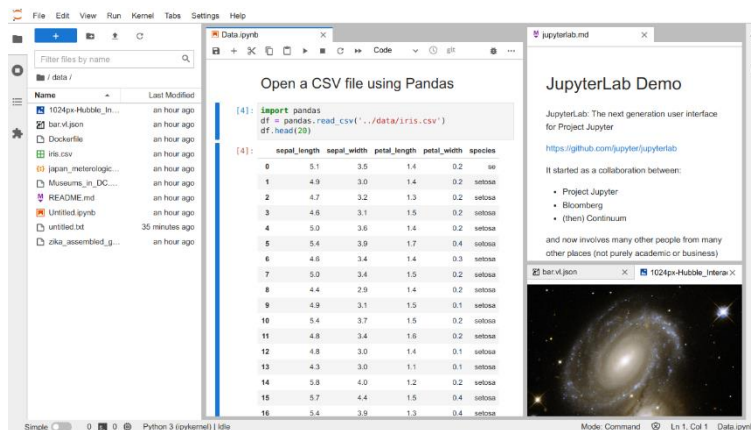 File Edit View Run Kernel Tabs Settings Help
Filter files by name
/ data /
Name Last Modified
1024px-Hubble_In... an hour ago
bar.vl.json an hour ago
Dockerfile an hour ago
iris.csv an hour ago
japan_meterologic... an hour ago
Museums_in_DC.... an hour ago
README.md an hour ago
Untitled.ipynb an hour ago
untitled.txt 35 minutes ago
zika_assembled_g... an hour ago
Data.ipynb
Code git
Open a CSV file using Pandas
[4]: import pandas
df = pandas.read_csv('../data/iris.csv')
df.head(20)
[4]: sepal_length sepal_width petal_length petal_width species
0 5.1 3.5 1.4 0.2 se
1 4.9 3.0 1.4 0.2 setosa
2 4.7 3.2 1.3 0.2 setosa
3 4.6 3.1 1.5 0.2 setosa
4 5.0 3.6 1.4 0.2 setosa
5 5.4 3.9 1.7 0.4 setosa
6 4.6 3.4 1.4 0.3 setosa
7 5.0 3.4 1.5 0.2 setosa
8 4.4 2.9 1.4 0.2 setosa
9 4.9 3.1 1.5 0.1 setosa
10 5.4 3.7 1.5 0.2 setosa
11 4.8 3.4 1.6 0.2 setosa
12 4.8 3.0 1.4 0.1 setosa
13 4.3 3.0 1.1 0.1 setosa
14 5.8 4.0 1.2 0.2 setosa
15 5.7 4.4 1.5 0.4 setosa
16 5.4 3.9 1.3 0.4 setosa
jupyterlab.md
JupyterLab Demo
JupyterLab: The next generation user interface
for Project Jupyter
https://github.com/jupyter/jupyterlab
It started as a collaboration between:
• Project Jupyter
• Bloomberg
• (then) Continuum
and now involves many other people from many
other places (not purely academic or business)
bar.vl.json 1024px-Hubble_Intera
Simple 0 0 Python 3 (ipykernel) | Idle
Mode: Command Ln 1, Col 1 Data.ipyn